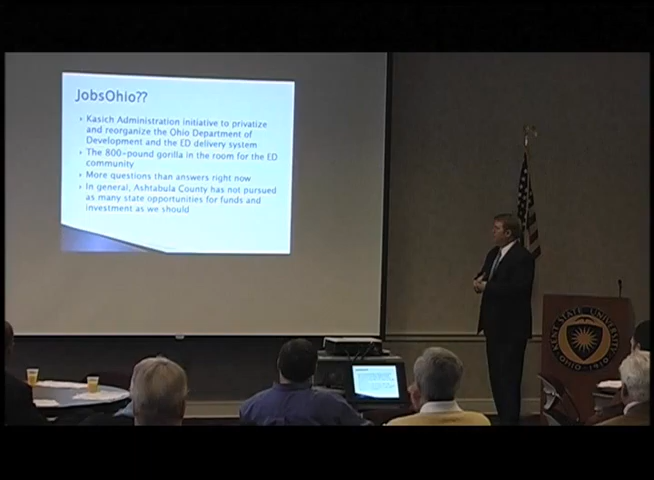 JobsOhio??
Kasich Administration initiative to privatize
and reorganize the Ohio Department of
Development and the ED delivery system
The 800-pound gorilla in the room for the ED
community
More questions than answers right now
In general, Ashtabula County has not pursued
as many state opportunities for funds and
investment as we should
KENT STATE UNIVERSITY
OHIO 1910